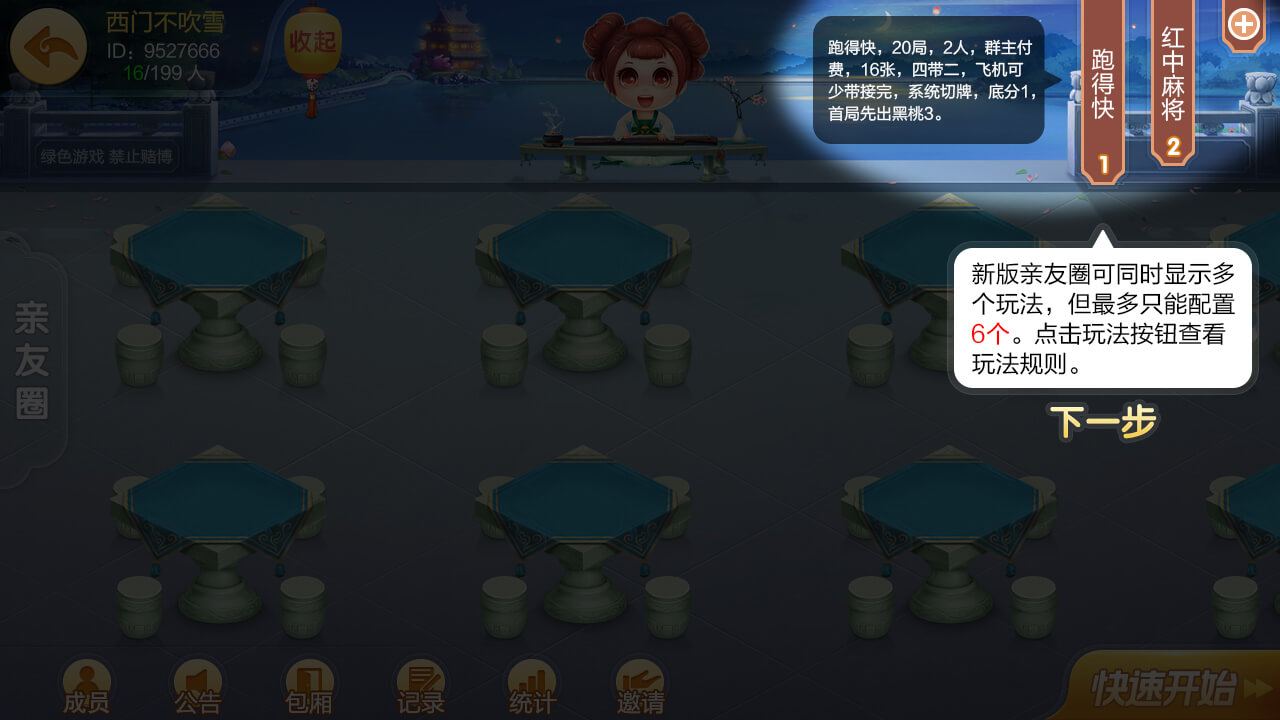 西门不吹雪
ID：9527666
16/199 人
收起
绿色游戏 禁止赌博
跑得快，20局，2人，群主付
费，16张，四带二，飞机可
少带接完，系统切牌，底分1，
首局先出黑桃3。
跑得快
1
红中麻将
2
新版亲友圈可同时显示多
个玩法，但最多只能配置
6个。点击玩法按钮查看
玩法规则。
下一步
亲友圈
成员
公告
包厢
记录
统计
邀请
快速开始